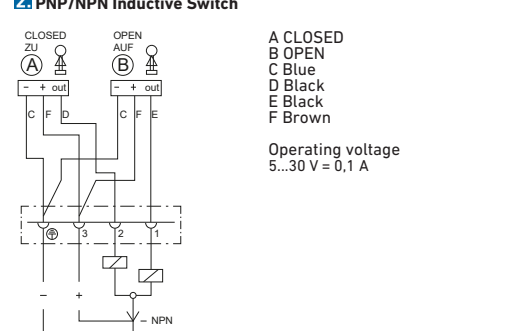 2. PNP/NPN Inductive Switch
CLOSED
ZU
A
OPEN
AUF
B
– + out
– + out
C F D
C F E
3 2 1
– +
– NPN
A CLOSED
B OPEN
C Blue
D Black
E Black
F Brown
Operating voltage
5...30 V = 0,1 A